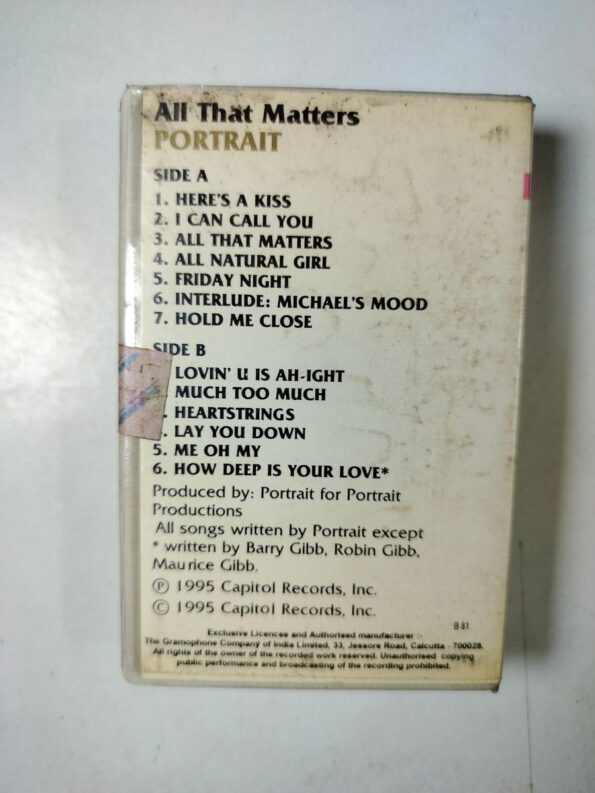 All That Matters
PORTRAIT
SIDE A
1. HERE'S A KISS
2. I CAN CALL YOU
3. ALL THAT MATTERS
4. ALL NATURAL GIRL
5. FRIDAY NIGHT
6. INTERLUDE: MICHAEL'S MOOD
7. HOLD ME CLOSE
SIDE B
LOVIN' U IS AH-IGHT
MUCH TOO MUCH
HEARTSTRINGS
LAY YOU DOWN
5. ME OH MY
6. HOW DEEP IS YOUR LOVE*
Produced by: Portrait for Portrait
Productions
All songs written by Portrait except
* written by Barry Gibb, Robin Gibb,
Maurice Gibb.
Ⓟ 1995 Capitol Records, Inc.
© 1995 Capitol Records, Inc.
B 81
Exclusive Licencee and Authorised manufacturer :-
The Gramophone Company of India Limited, 33, Jessore Road, Calcutta - 700028.
All rights of the owner of the recorded work reserved. Unauthorised copying
public performance and broadcasting of the recording prohibited.